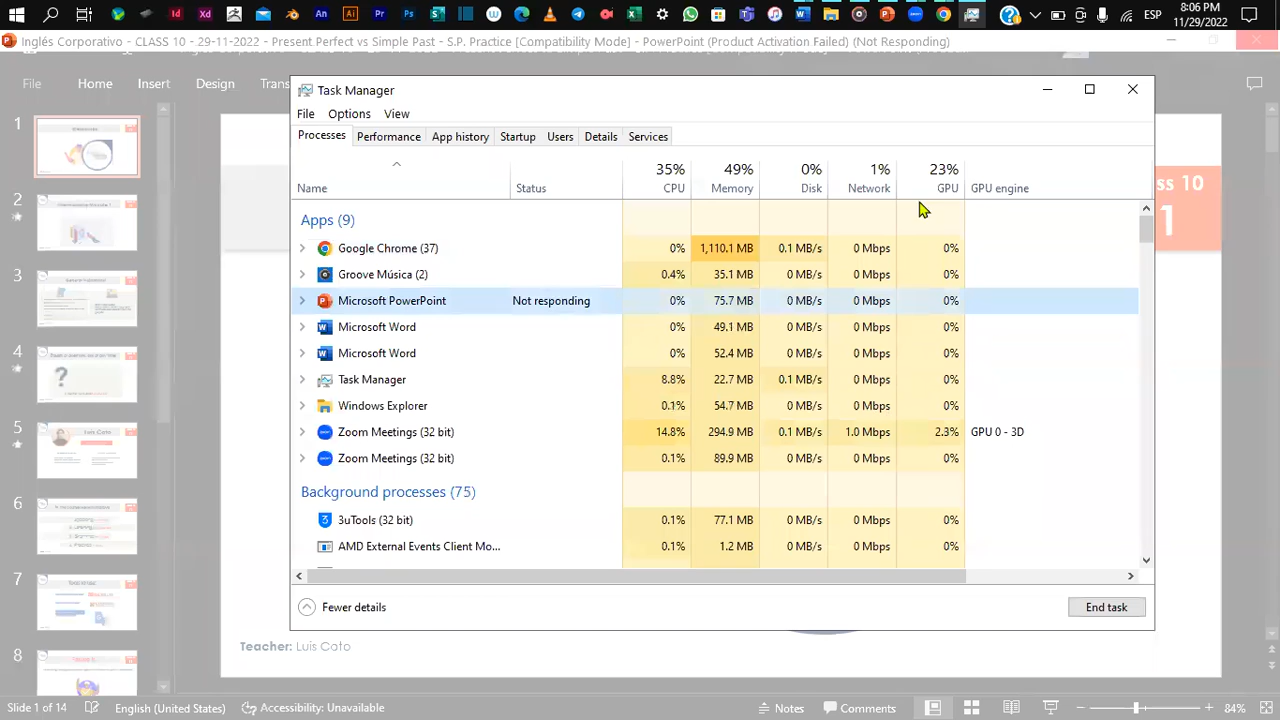 ESP
8:06 PM
11/29/2022
Inglés Corporativo - CLASS 10 - 29-11-2022 - Present Perfect vs Simple Past - S.P. Practice [Compatibility Mode] - PowerPoint (Product Activation Failed) (Not Responding)
File Home Insert Design Trans
Task Manager
File Options View
Processes Performance App history Startup Users Details Services
35% 49% 0% 1% 23%
Name Status CPU Memory Disk Network GPU GPU engine
Apps (9)
Google Chrome (37) 0% 1,110.1 MB 0.1 MB/s 0 Mbps 0%
Groove Música (2) 0.4% 35.1 MB 0 MB/s 0 Mbps 0%
Microsoft PowerPoint Not responding 0% 75.7 MB 0 MB/s 0 Mbps 0%
Microsoft Word 0% 49.1 MB 0 MB/s 0 Mbps 0%
Microsoft Word 0% 52.4 MB 0 MB/s 0 Mbps 0%
Task Manager 8.8% 22.7 MB 0.1 MB/s 0 Mbps 0%
Windows Explorer 0.1% 54.7 MB 0 MB/s 0 Mbps 0%
Zoom Meetings (32 bit) 14.8% 294.9 MB 0.1 MB/s 1.0 Mbps 2.3% GPU 0 - 3D
Zoom Meetings (32 bit) 0.1% 89.9 MB 0 MB/s 0 Mbps 0%
Background processes (75)
3uTools (32 bit) 0.1% 77.1 MB 0 MB/s 0 Mbps 0%
AMD External Events Client Mo... 0.1% 1.2 MB 0 MB/s 0 Mbps 0%
Fewer details
End task
1
2
3
4
5
Luis Cato
6
7
8
ss 10
1
Teacher: Luis Cato
Slide 1 of 14 English (United States) Accessibility: Unavailable Notes Comments 84%